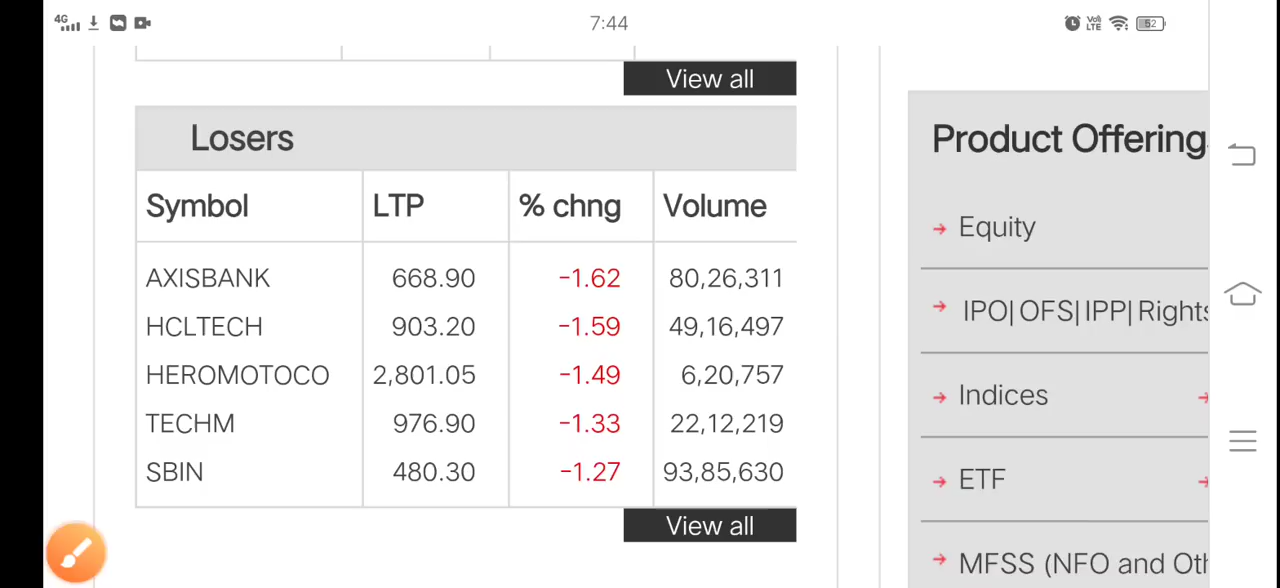 4G 7:44 Vo) LTE 52
View all
Losers
Symbol LTP % chng Volume
AXISBANK 668.90 -1.62 80,26,311
HCLTECH 903.20 -1.59 49,16,497
HEROMOTOCO 2,801.05 -1.49 6,20,757
TECHM 976.90 -1.33 22,12,219
SBIN 480.30 -1.27 93,85,630
View all
Product Offering
Equity
IPO| OFS| IPP| Rights
Indices
ETF
MFSS (NFO and Oth